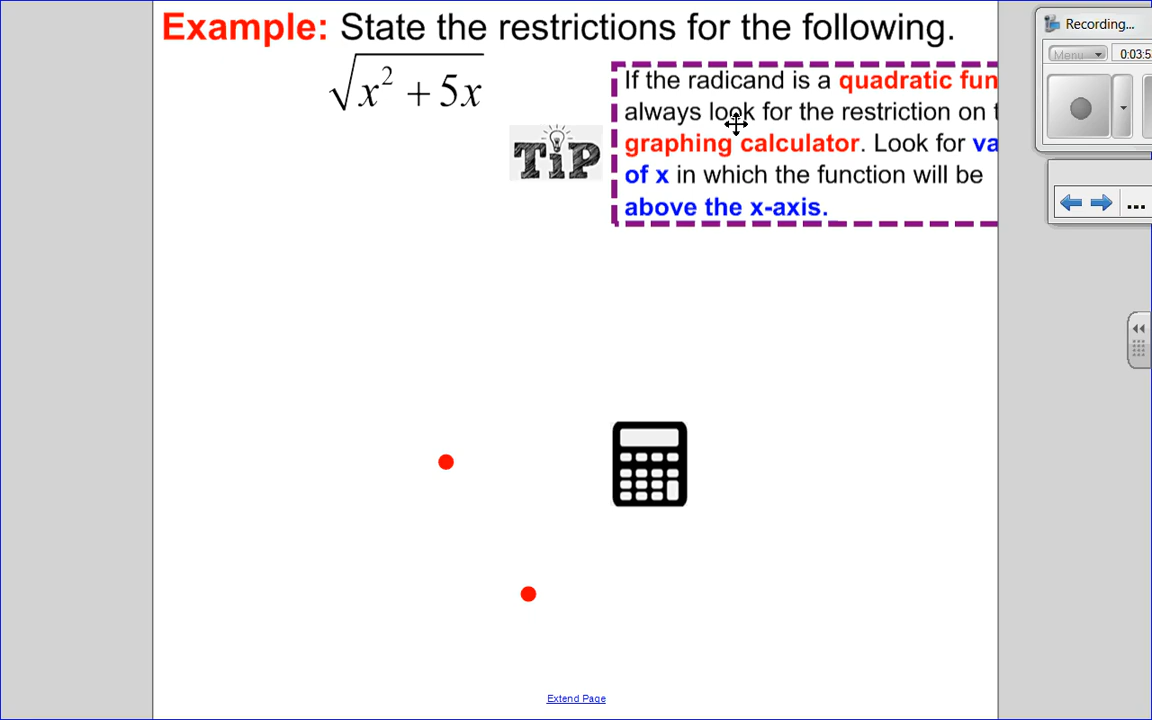 Example: State the restrictions for the following.
√x² + 5x
If the radicand is a quadratic fun
always look for the restriction on t
graphing calculator. Look for va
of x in which the function will be
above the x-axis.
TiP
Recording...
Menu
0:03:5
...
Extend Page